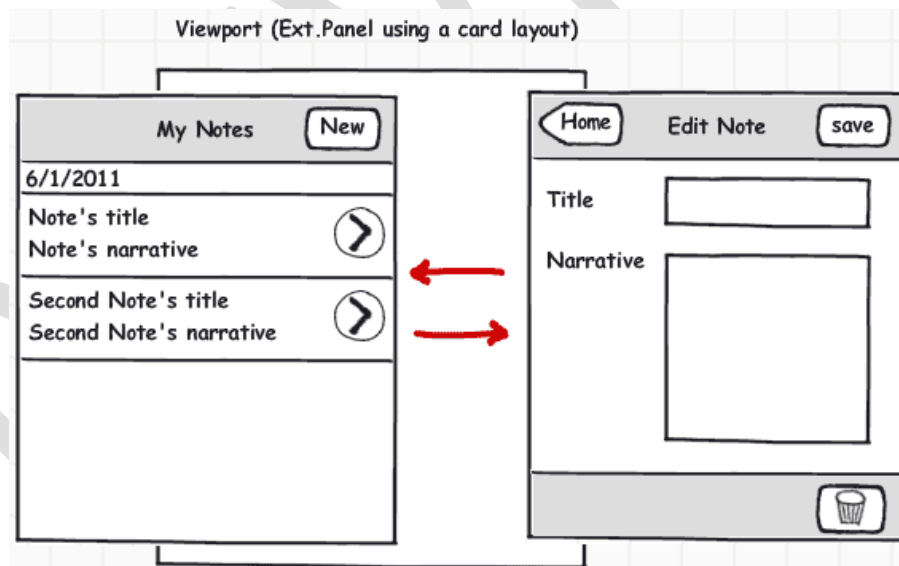 Viewport (Ext.Panel using a card layout)
My Notes
New
6/1/2011
Note's title
Note's narrative
Second Note's title
Second Note's narrative
Home
Edit Note
save
Title
Narrative